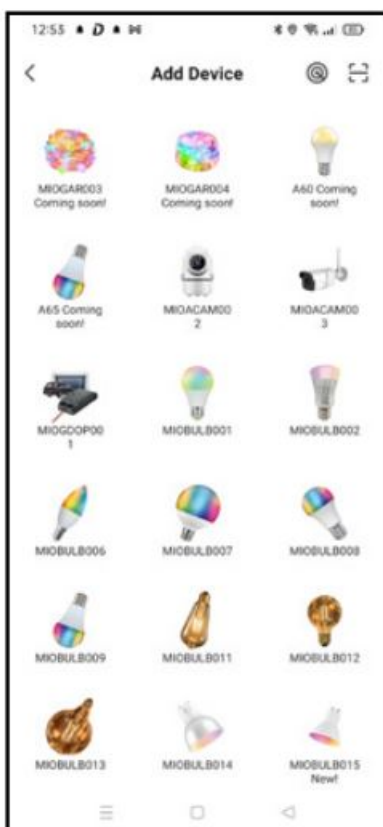 12:53
Add Device
MIOGAR003
Coming soon!
MIOGAR004
Coming soon!
A60 Coming
soon!
A65 Coming
soon!
MIOACAM00
2
MIOACAM00
3
MIOGDOP00
1
MIOBULB001
MIOBULB002
MIOBULB006
MIOBULB007
MIOBULB008
MIOBULB009
MIOBULB011
MIOBULB012
MIOBULB013
MIOBULB014
MIOBULB015
New!